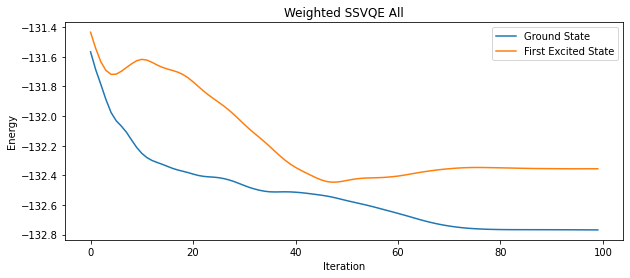 Weighted SSVQE All
Energy
−131.4
−131.6
−131.8
−132.0
−132.2
−132.4
−132.6
−132.8
Ground State
First Excited State
0
20
40
60
80
100
Iteration